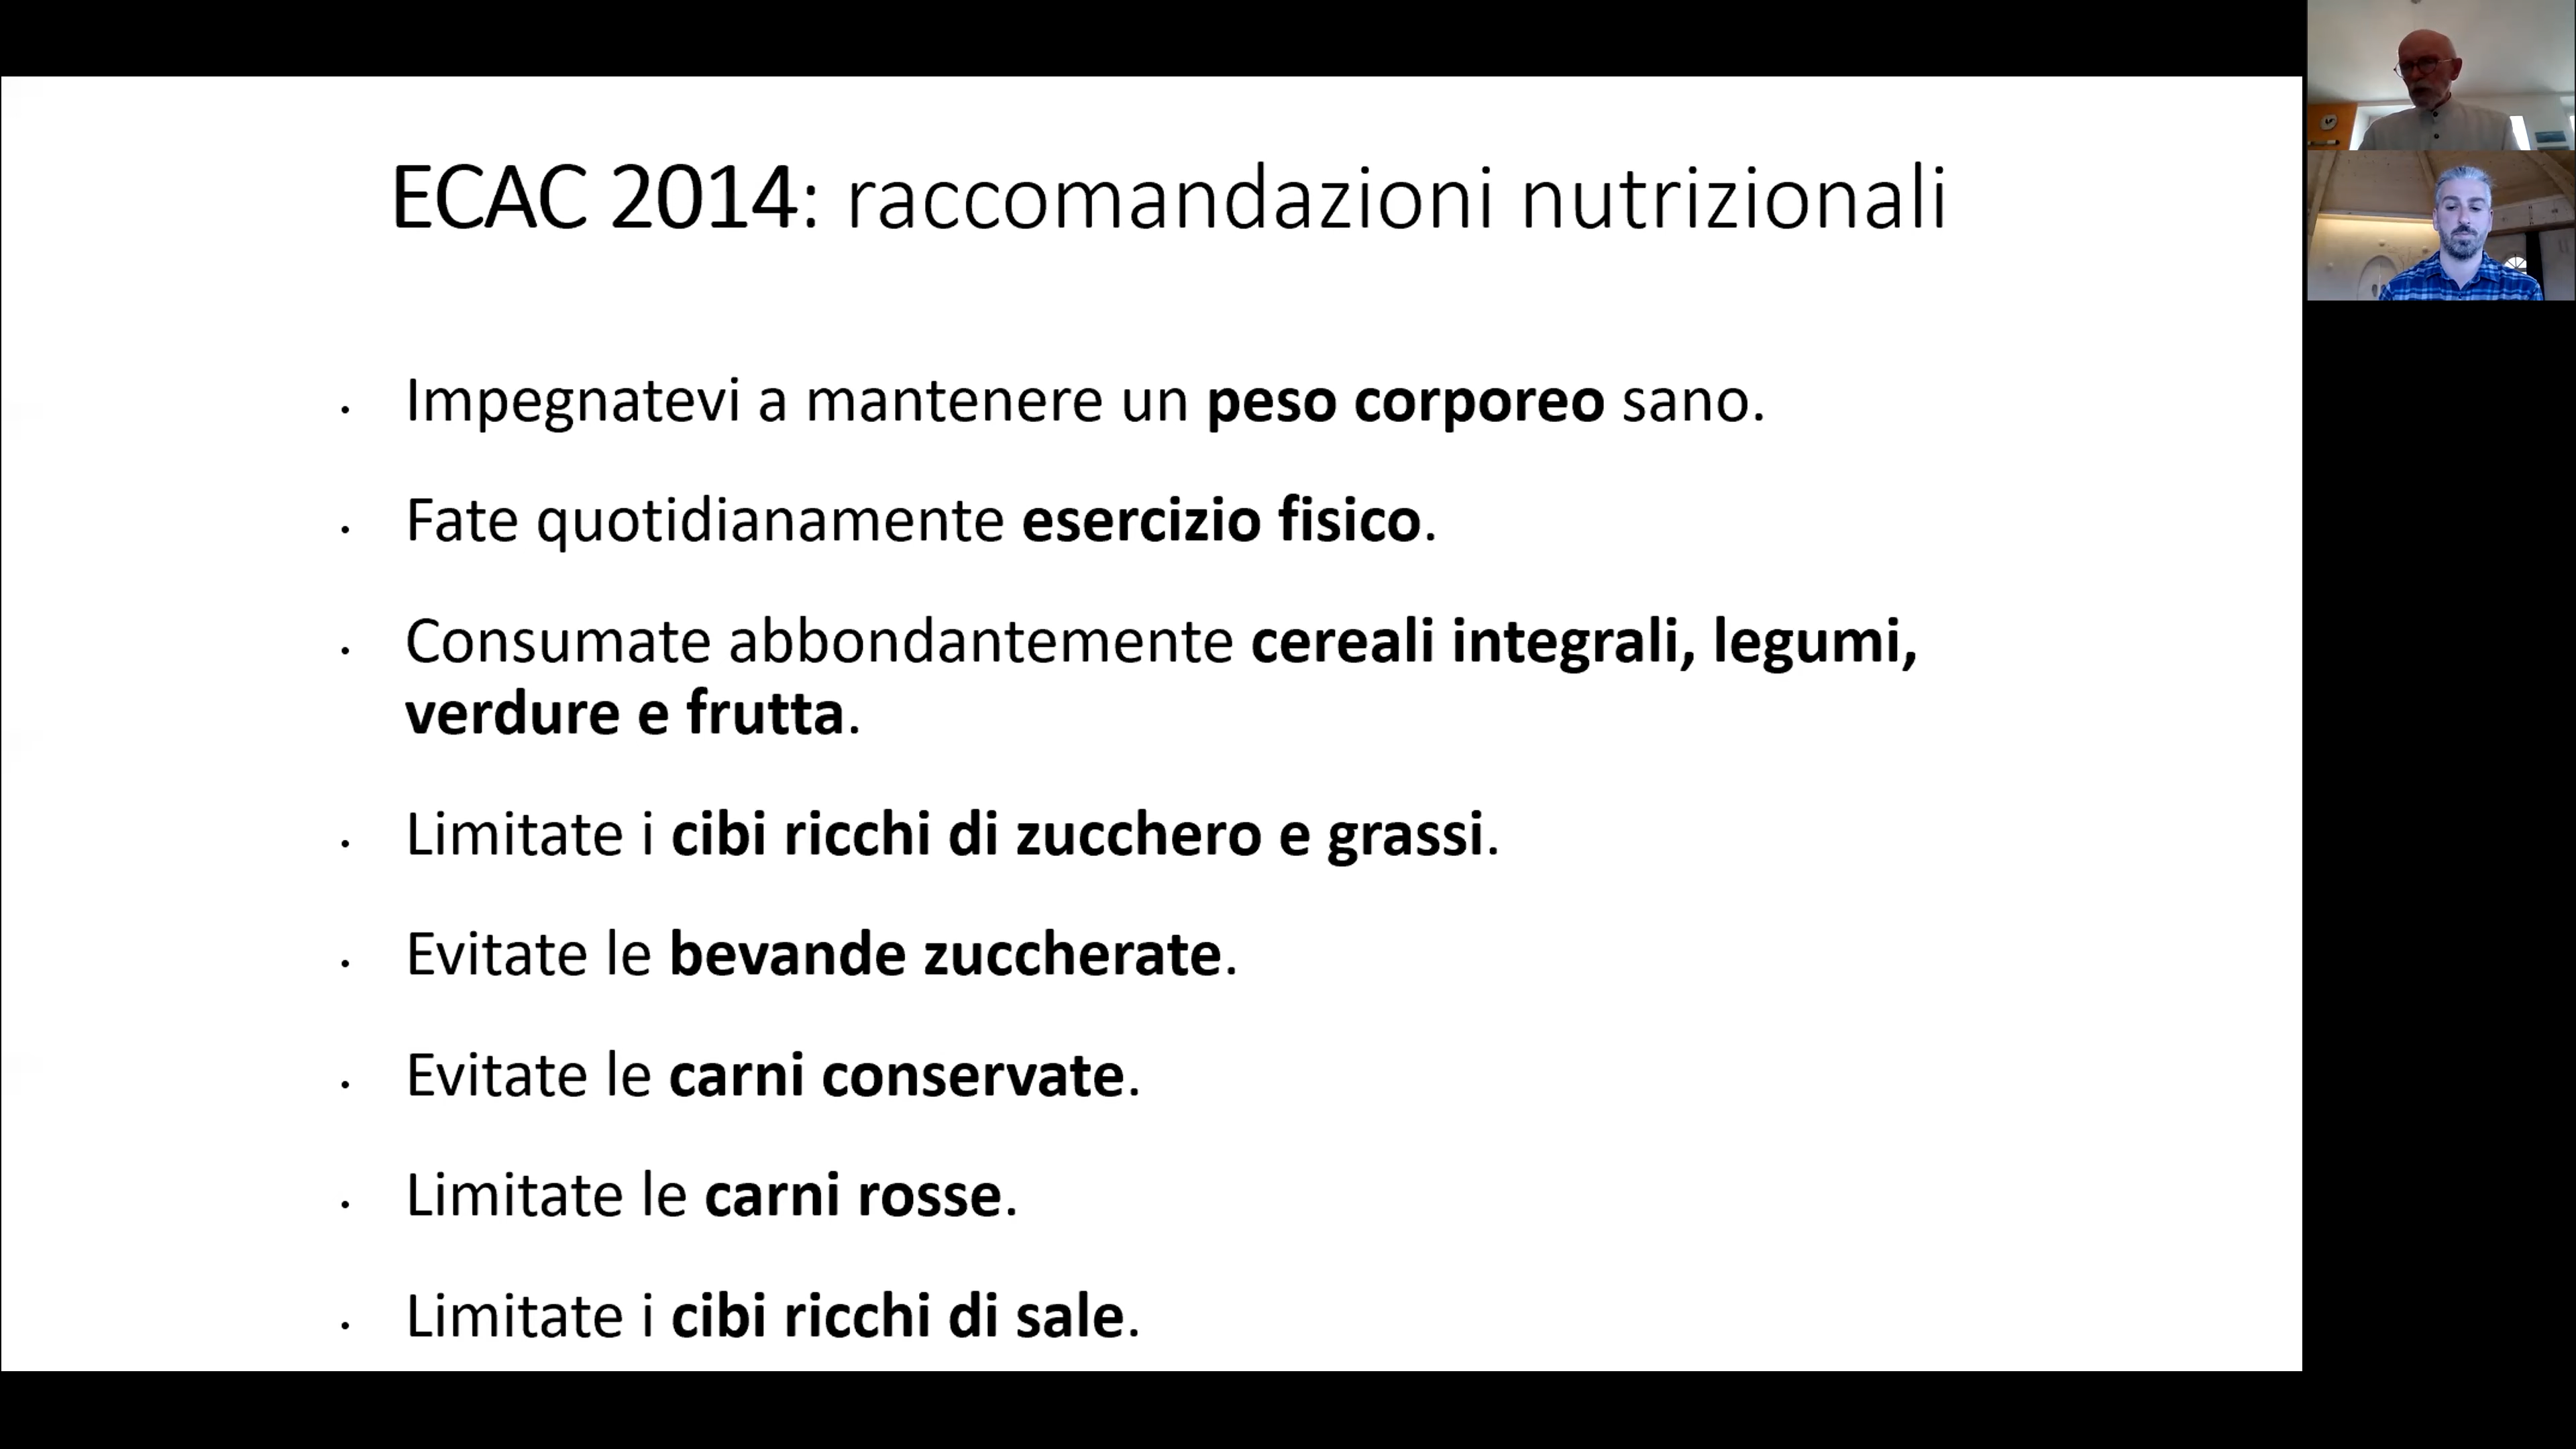 ECAC 2014: raccomandazioni nutrizionali
• Impegnatevi a mantenere un peso corporeo sano.
• Fate quotidianamente esercizio fisico.
• Consumate abbondantemente cereali integrali, legumi,
verdure e frutta.
• Limitate i cibi ricchi di zucchero e grassi.
• Evitate le bevande zuccherate.
• Evitate le carni conservate.
• Limitate le carni rosse.
• Limitate i cibi ricchi di sale.